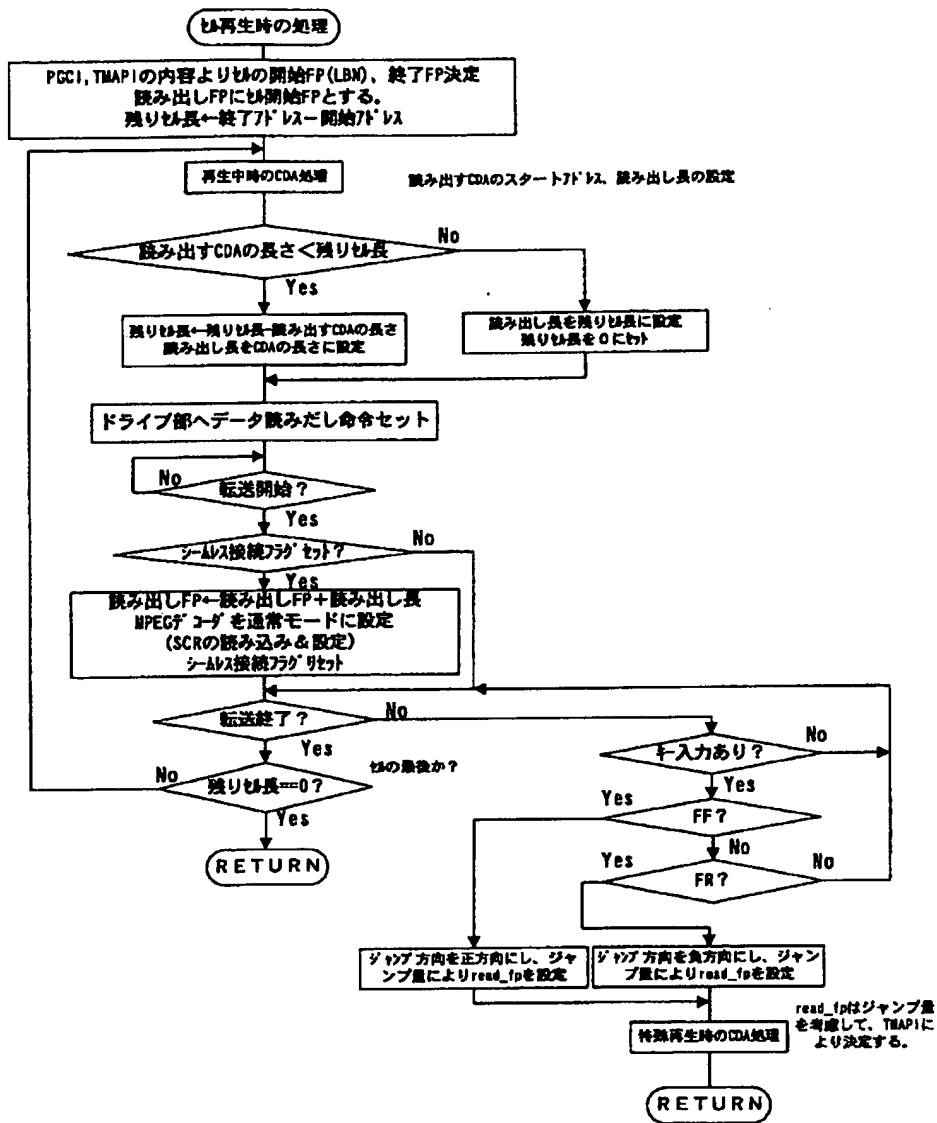 ｾﾙ再生時の処理
PGCI,TMAPIの内容よりｾﾙの開始FP(LBN)、終了FP決定
読み出しFPにｾﾙ開始FPとする。
残りｾﾙ長←終了ｱﾄﾞﾚｽ－開始ｱﾄﾞﾚｽ
再生中時のCDA処理
読み出すCDAのスタートｱﾄﾞﾚｽ、読み出し長の設定
読み出すCDAの長さ＜残りｾﾙ長
No
Yes
残りｾﾙ長←残りｾﾙ長-読み出すCDAの長さ
読み出し長をCDAの長さに設定
読み出し長を残りｾﾙ長に設定
残りｾﾙ長を０にｾｯﾄ
ドライブ部へデータ読みだし命令セット
No
転送開始？
Yes
ｼｰﾑﾚｽ接続ﾌﾗｸﾞｾｯﾄ？
No
Yes
読み出しFP←読み出しFP＋読み出し長
MPEGﾃﾞｺｰﾀﾞを通常モードに設定
(SCRの読み込み＆設定)
ｼｰﾑﾚｽ接続ﾌﾗｸﾞﾘｾｯﾄ
転送終了？
No
Yes
キー入力あり？
No
Yes
No
残りｾﾙ長==0？
ｾﾙの最後か？
Yes
RETURN
Yes
FF？
No
Yes
FR？
No
ｼﾞｬﾝﾌﾟ方向を正方向にし、ジャ
ンプ量によりread_fpを設定
ｼﾞｬﾝﾌﾟ方向を負方向にし、ジャン
プ量によりread_fpを設定
read_fpはジャンプ量
を考慮して、TMAPIに
より決定する。
特殊再生時のCDA処理
RETURN